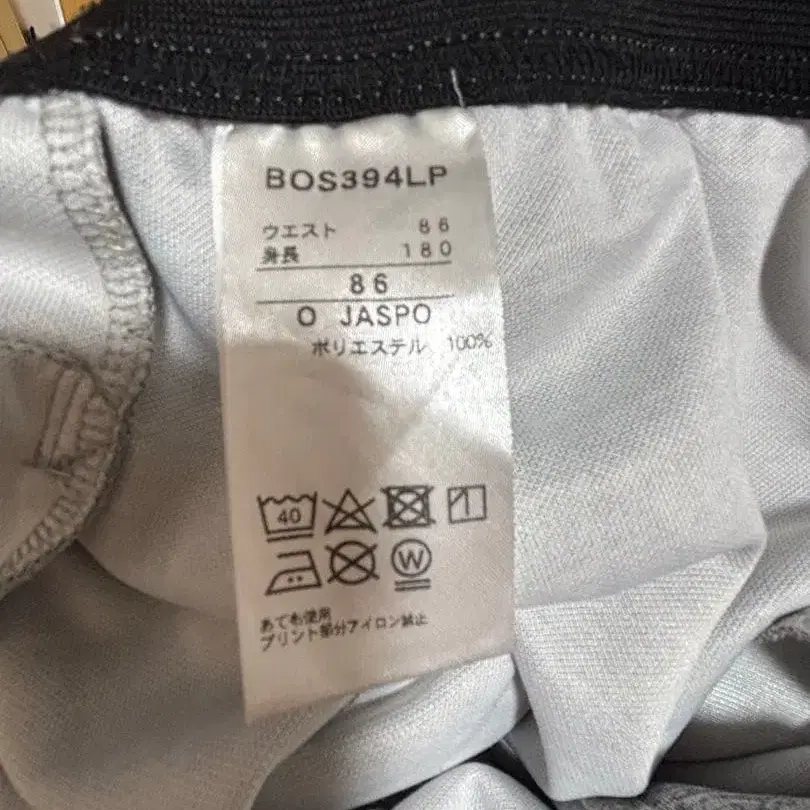 BOS394LP
ウエスト 86
身長 180
86
O JASPO
ポリエステル 100%
40
W
あて布使用
プリント部分アイロン禁止